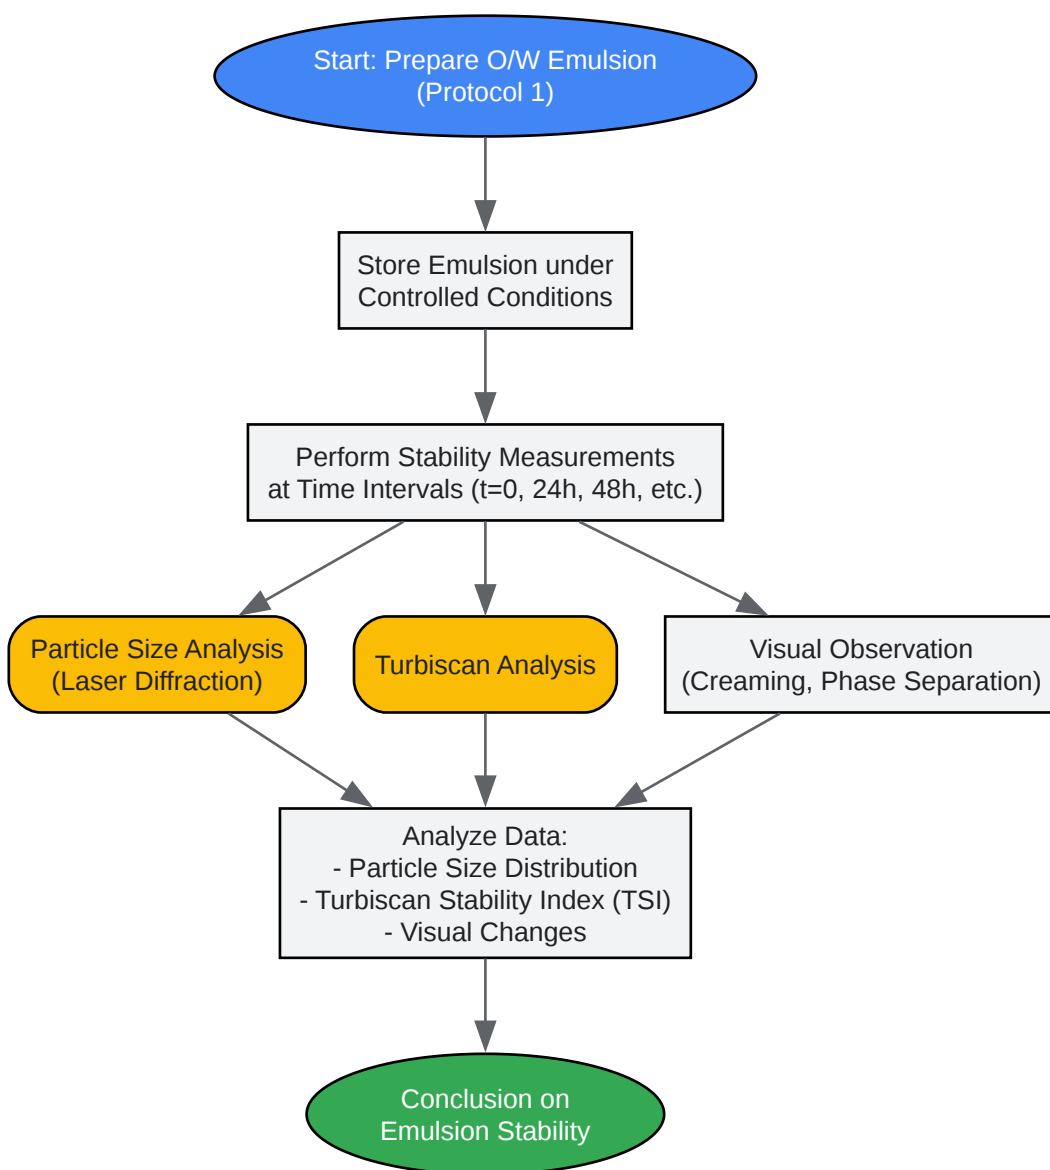 Start: Prepare O/W Emulsion
(Protocol 1)
Store Emulsion under
Controlled Conditions
Perform Stability Measurements
at Time Intervals (t=0, 24h, 48h, etc.)
Particle Size Analysis
(Laser Diffraction)
Turbiscan Analysis
Visual Observation
(Creaming, Phase Separation)
Analyze Data:
- Particle Size Distribution
- Turbiscan Stability Index (TSI)
- Visual Changes
Conclusion on
Emulsion Stability